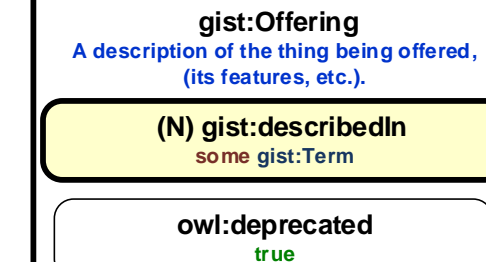 gist:Offering
A description of the thing being offered,
(its features, etc.).
(N) gist:describedIn
some gist:Term
owl:deprecated
true